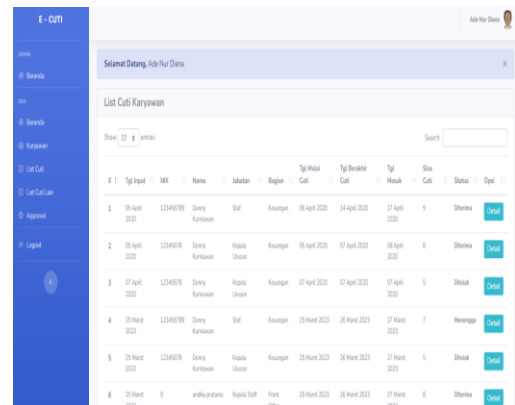 E - CUTI
Ade Nur Diana
Selamat Datang, Ade Nur Diana X
Beranda
Beranda
Karyawan
List Cuti
List Cuti Lain
Approval
Logout
List Cuti Karyawan
Show 10 entries Search
# Tgl Input NIK Nama Jabatan Bagian Tgl Mulai Cuti Tgl Berakhir Cuti Tgl Masuk Sisa Cuti Status Opsi
1 05 April 2020 123456789 Donny Kurniawan Staf Keuangan 08 April 2020 14 April 2020 17 April 2020 9 Diterima Detail
2 05 April 2020 12345678 Donny Kurniawan Kepala Urusan Keuangan 05 April 2020 07 April 2020 08 April 2020 8 Diterima Detail
3 07 April 2020 12345678 Donny Kurniawan Kepala Urusan Keuangan 07 April 2020 07 April 2020 07 April 2020 5 Ditolak Detail
4 25 Maret 2023 123456789 Donny Kurniawan Staf Keuangan 25 Maret 2023 26 Maret 2023 27 Maret 2023 7 Menunggu Detail
5 25 Maret 2023 12345678 Donny Kurniawan Kepala Urusan Keuangan 25 Maret 2023 26 Maret 2023 27 Maret 2023 5 Ditolak Detail
6 25 Maret 0 andika pratama Kepala Staff Front 25 Maret 2023 26 Maret 2023 27 Maret 8 Diterima Detail